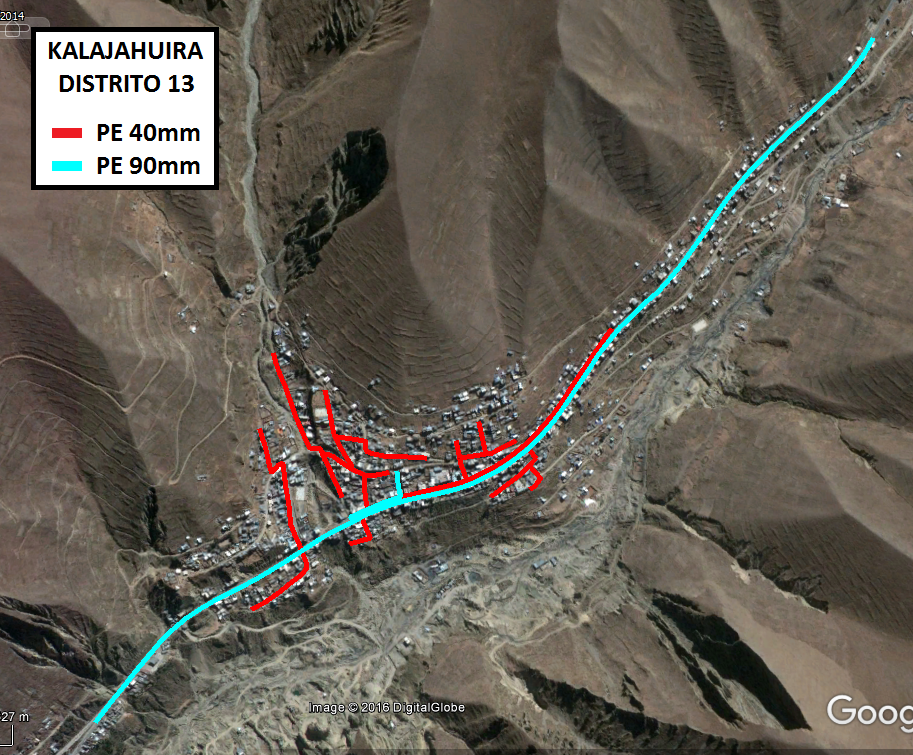 2014
KALAJAHUIRA
DISTRITO 13
PE 40mm
PE 90mm
27 m
Image © 2016 DigitalGlobe
Goog